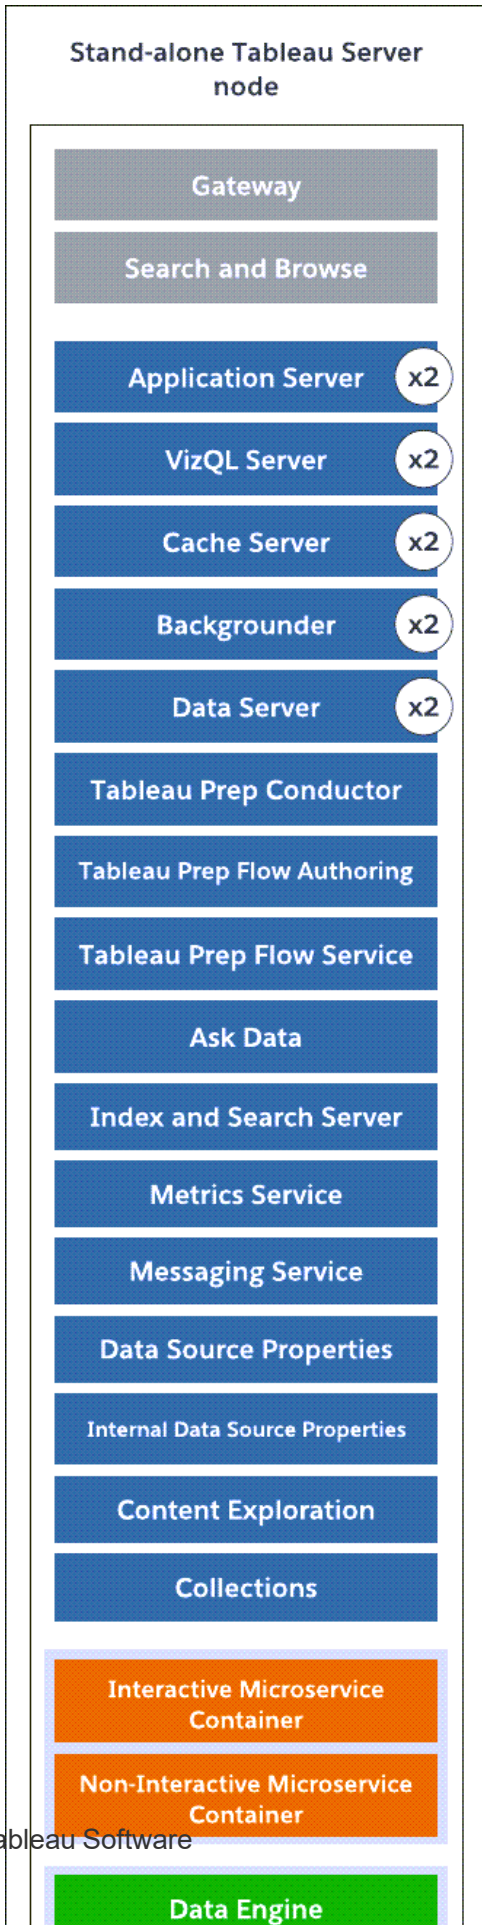 Stand-alone Tableau Server
node
Gateway
Search and Browse
Application Server x2
VizQL Server x2
Cache Server x2
Backgrounder x2
Data Server x2
Tableau Prep Conductor
Tableau Prep Flow Authoring
Tableau Prep Flow Service
Ask Data
Index and Search Server
Metrics Service
Messaging Service
Data Source Properties
Internal Data Source Properties
Content Exploration
Collections
Interactive Microservice
Container
Non-Interactive Microservice
Container
ableau Software
Data Engine